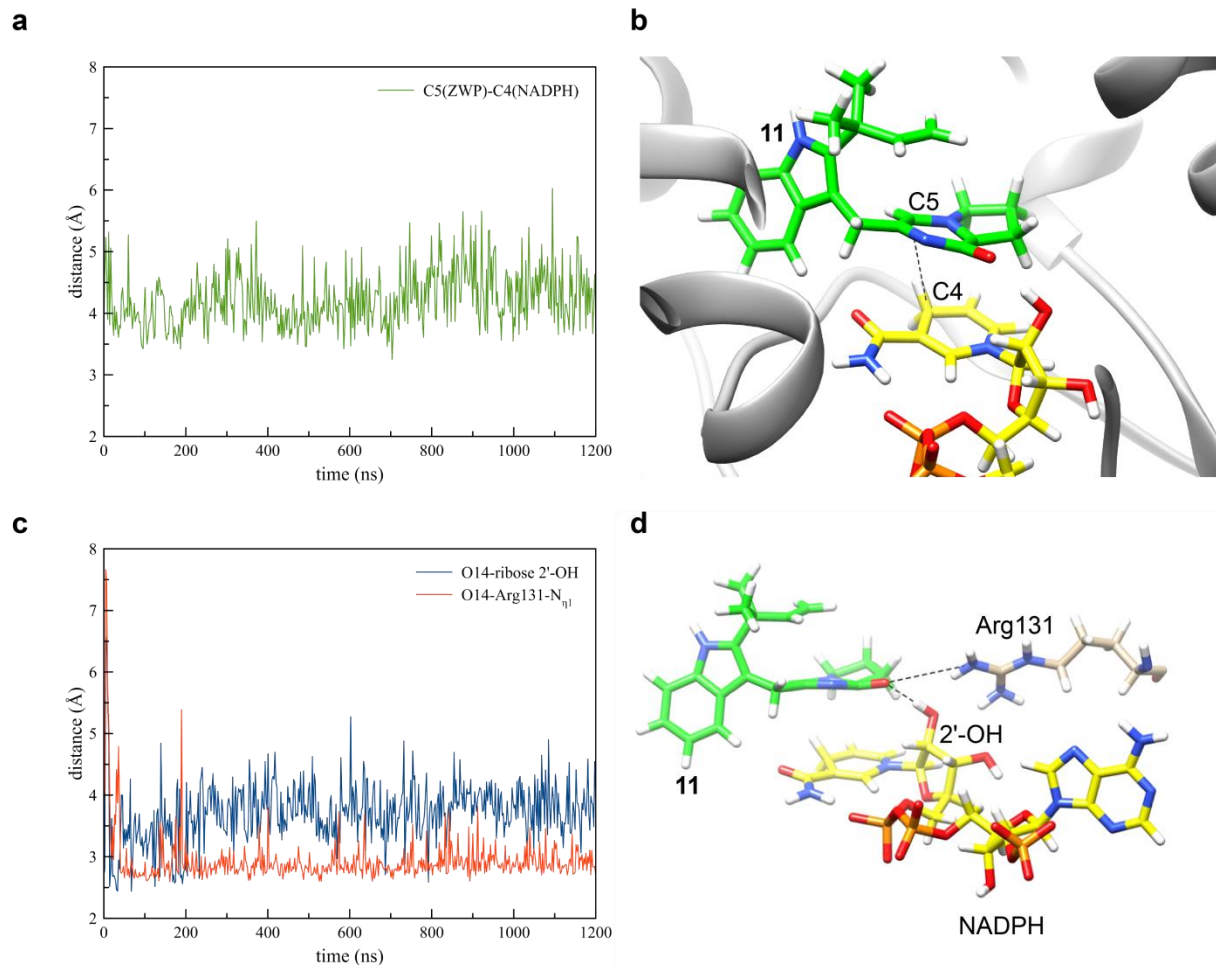 a
8
7
6
5
4
3
2
distance (Å)
C5(ZWP)-C4(NADPH)
0 200 400 600 800 1000 1200
time (ns)
b
11
C5
C4
c
8
7
6
5
4
3
2
distance (Å)
O14-ribose 2'-OH
O14-Arg131-Nη1
0 200 400 600 800 1000 1200
time (ns)
d
Arg131
2'-OH
11
NADPH